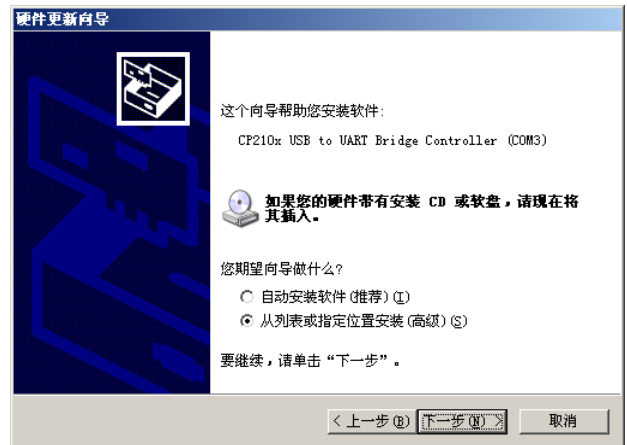 硬件更新向导
这个向导帮助您安装软件:
CP210x USB to UART Bridge Controller (COM3)
如果您的硬件带有安装 CD 或软盘，请现在将
其插入。
您期望向导做什么?
自动安装软件(推荐)(I)
从列表或指定位置安装(高级)(S)
要继续，请单击“下一步”。
< 上一步(B) 下一步(N) > 取消